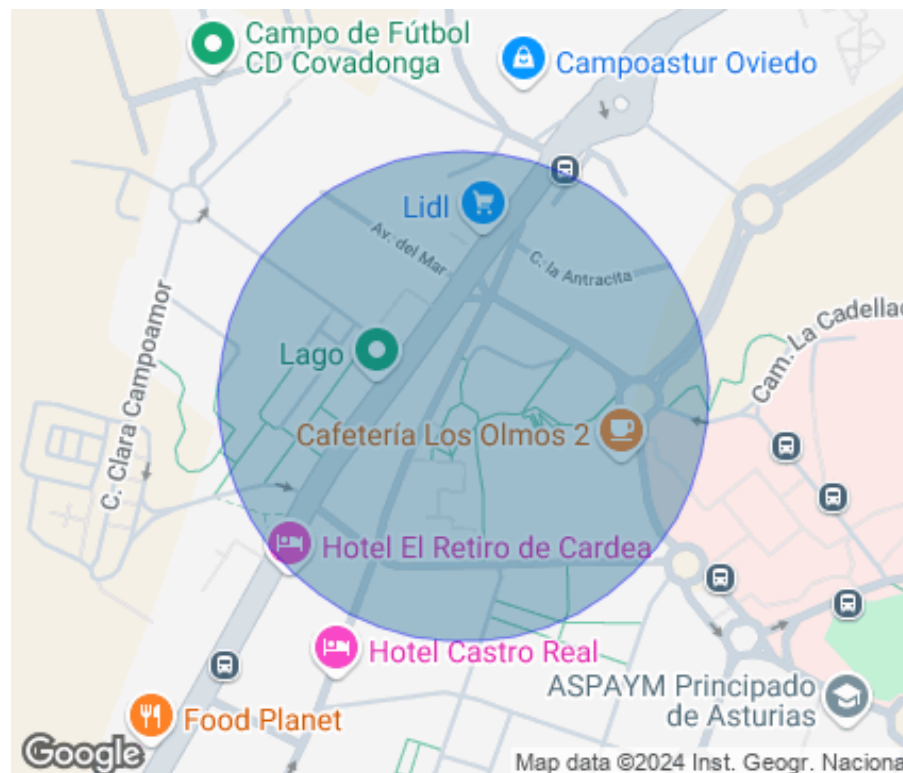 Campo de Fútbol
CD Covadonga
Campoastur Oviedo
Lidl
Av. del Mar
C. la Antracita
Cam. La Cadellad
C. Clara Campoamor
Lago
Cafetería Los Olmos 2
Hotel El Retiro de Cardea
Hotel Castro Real
ASPAYM Principado
de Asturias
Food Planet
Google
Map data ©2024 Inst. Geogr. Naciona